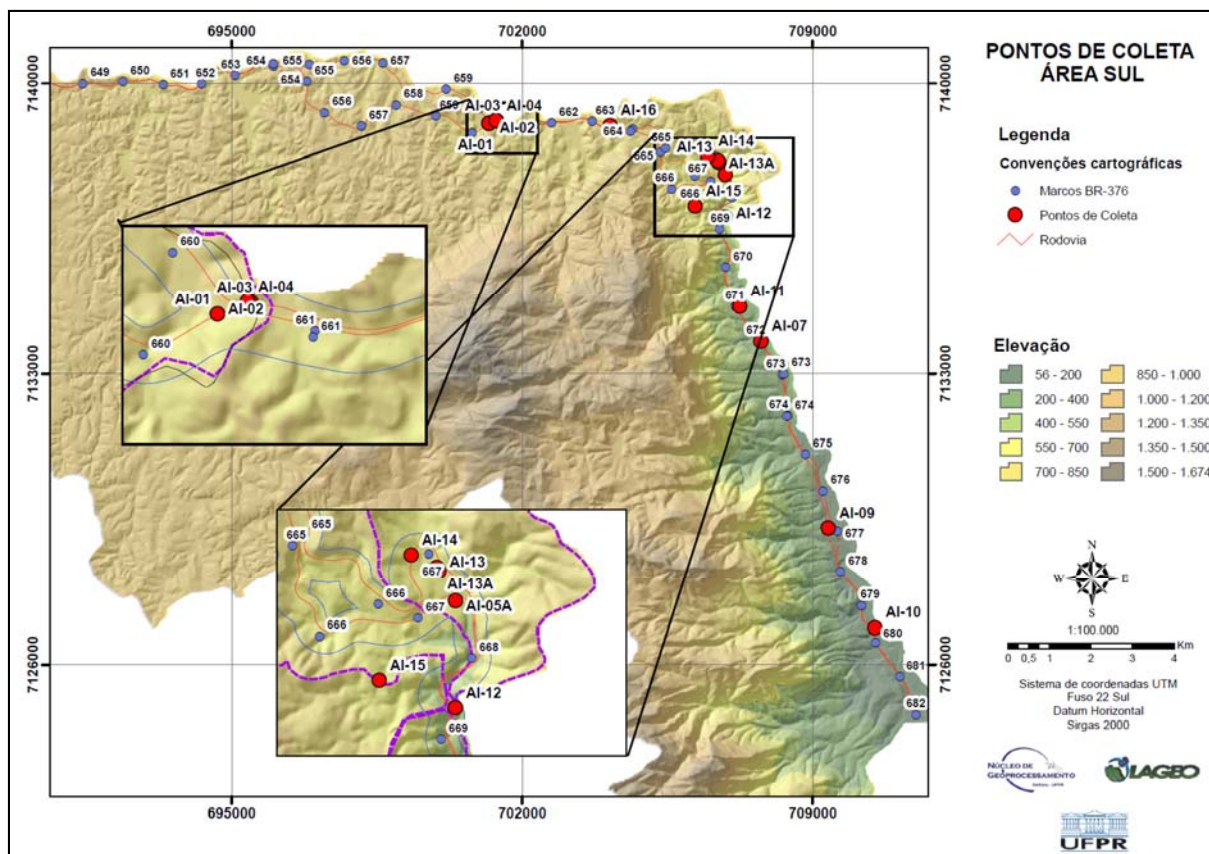 695000 702000 709000
PONTOS DE COLETA
ÁREA SUL
7140000
7140000
649 650 651 652 653 654 655 656 657 659
654 655 656 657 658 659
AI-03 AI-04
AI-02
AI-01
662 663 AI-16
664
665 AI-13 AI-14
665 AI-13A
667
666
666 AI-15
AI-12
669
670
671 AI-11
672 AI-07
673 673
674 674
675
676
AI-09
677
678
679
AI-10
680
681
682
660
AI-03 AI-04
AI-01
AI-02
661 661
660
7133000
7133000
665
665
AI-14
AI-13
667
AI-13A
666
667 AI-05A
666
668
AI-15
AI-12
669
7126000
7126000
695000 702000 709000
Legenda
Convenções cartográficas
Marcos BR-376
Pontos de Coleta
Rodovia
Elevação
56 - 200
200 - 400
400 - 550
550 - 700
700 - 850
850 - 1.000
1.000 - 1.200
1.200 - 1.350
1.350 - 1.500
1.500 - 1.674
N
W E
S
1:100.000
0 0,5 1 2 3 4 Km
Sistema de coordenadas UTM
Fuso 22 Sul
Datum Horizontal
Sirgas 2000
NÚCLEO DE
GEOPROCESSAMENTO
LAGEO
UFPR